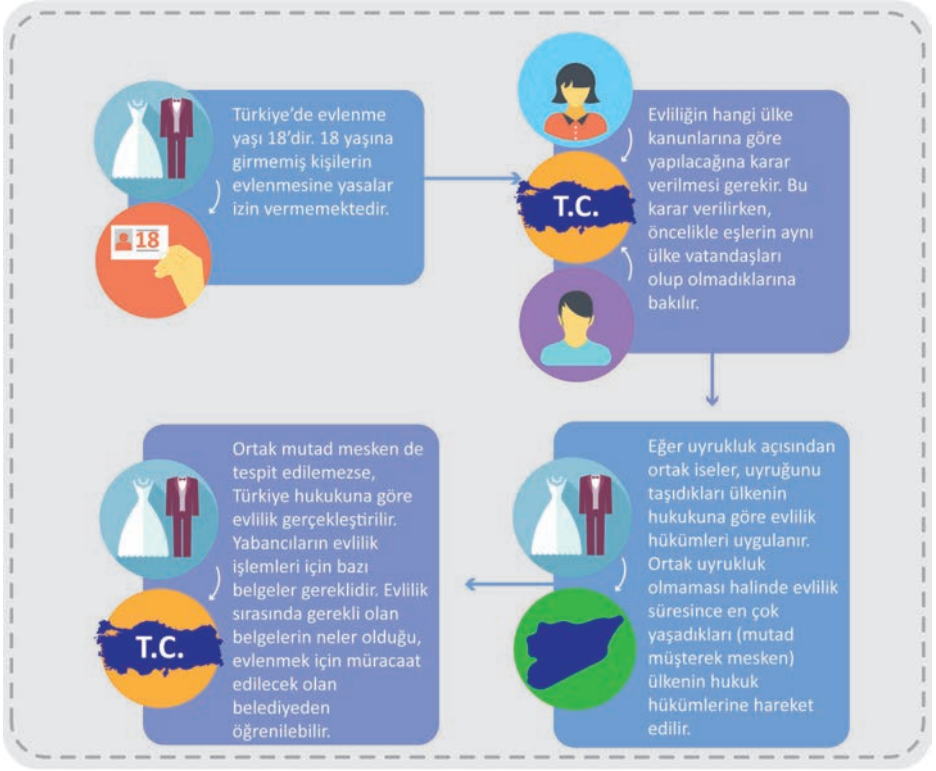 Türkiye'de evlenme
yaşı 18'dir. 18 yaşına
girmemiş kişilerin
evlenmesine yasalar
izin vermemektedir.
18
Evliliğin hangi ülke
kanunlarına göre
yapılacağına karar
verilmesi gerekir. Bu
karar verilirken,
öncelikle eşlerin aynı
ülke vatandaşları
olup olmadıklarına
bakılır.
T.C.
Eğer uyrukluk açısından
ortak iseler, uyruğunu
taşıdıkları ülkenin
hukukuna göre evlilik
hükümleri uygulanır.
Ortak uyrukluk
olmaması halinde evlilik
süresince en çok
yaşadıkları (mutad
müşterek mesken)
ülkenin hukuk
hükümlerine hareket
edilir.
Ortak mutad mesken de
tespit edilemezse,
Türkiye hukukuna göre
evlilik gerçekleştirilir.
Yabancıların evlilik
işlemleri için bazı
belgeler gereklidir. Evlilik
sırasında gerekli olan
belgelerin neler olduğu,
evlenmek için müracaat
edilecek olan
belediyeden
öğrenilebilir.
T.C.